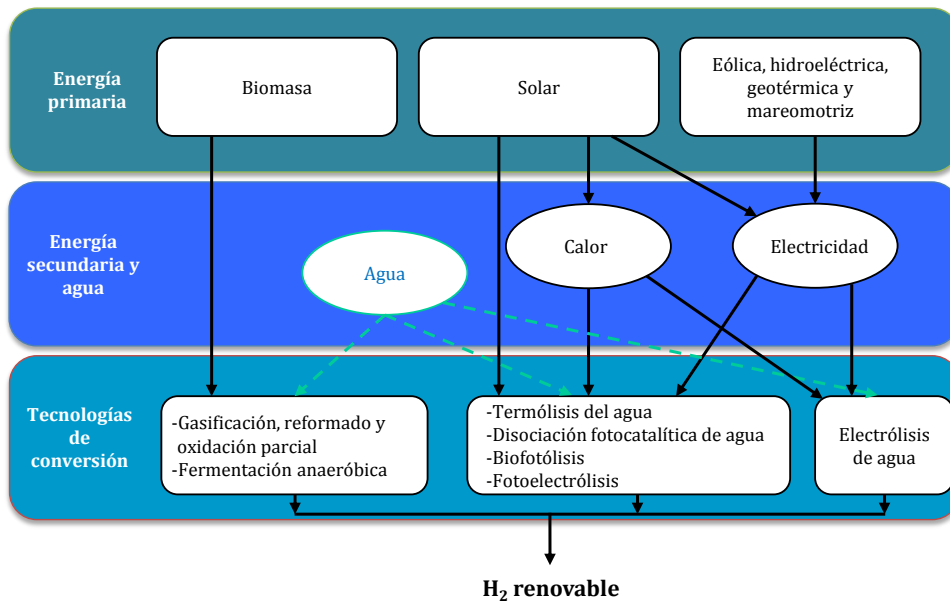 Energía
primaria
Biomasa
Solar
Eólica, hidroeléctrica,
geotérmica y
mareomotriz
Energía
secundaria y
agua
Agua
Calor
Electricidad
Tecnologías
de
conversión
-Gasificación, reformado y
oxidación parcial
-Fermentación anaeróbica
-Termólisis del agua
-Disociación fotocatalítica de agua
-Biofotólisis
-Fotoelectrólisis
Electrólisis
de agua
H₂ renovable